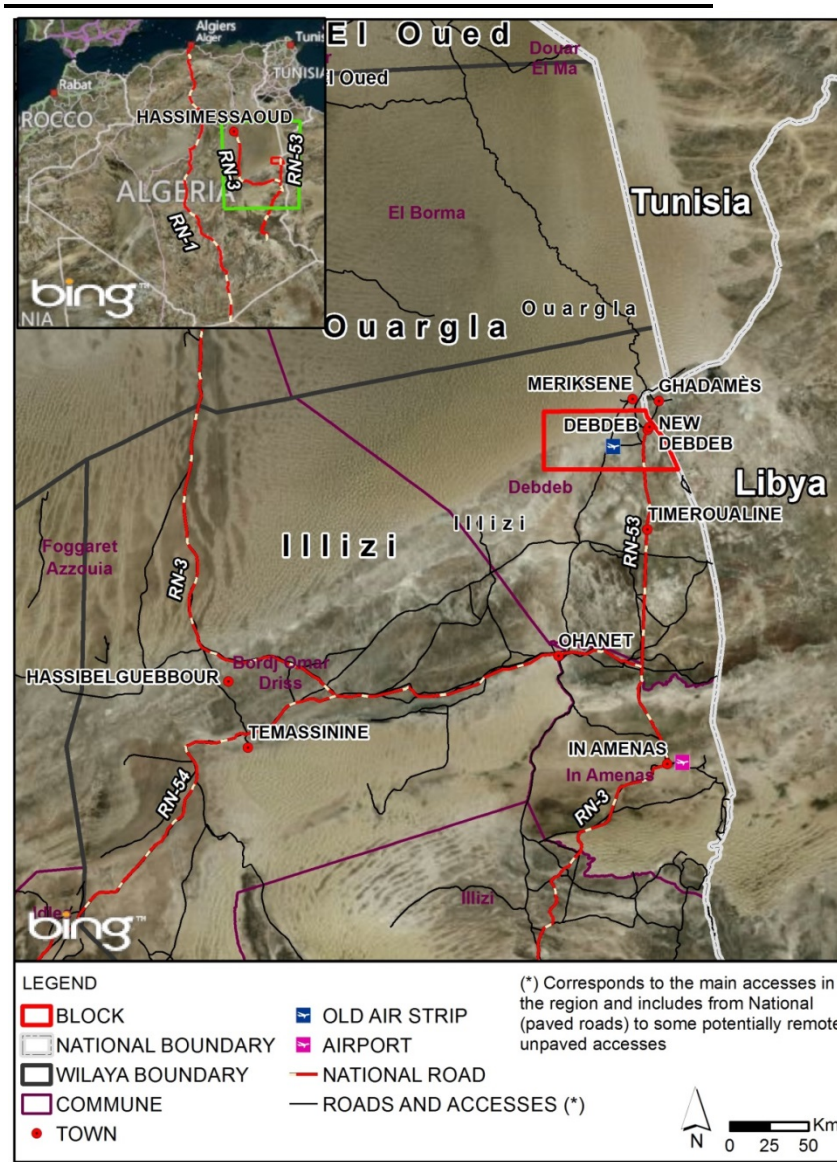 Algiers
Alger
Tunis
Rabat
TUNISIA
ROCCO
HASSIMESSAOUD
RN-3
RN-53
ALGERIA
RN-1
bing™
NIA
El Oued
Douar
El Ma
l Oued
El Borma
Tunisia
Ouargla
Ouargla
MERIKSENE
GHADAMÈS
DEBDEB
NEW
DEBDEB
Debdeb
Libya
Illizi
Illizi
TIMEROUALINE
Foggaret
Azzouia
RN-53
RN-3
OHANET
Bordj Omar
Driss
HASSIBELGUEBBOUR
TEMASSININE
IN AMENAS
In Amenas
RN-54
RN-3
Illizi
Idles
bing™
LEGEND
BLOCK
NATIONAL BOUNDARY
WILAYA BOUNDARY
COMMUNE
TOWN
OLD AIR STRIP
AIRPORT
NATIONAL ROAD
ROADS AND ACCESSES (*)
(*) Corresponds to the main accesses in
the region and includes from National
(paved roads) to some potentially remote
unpaved accesses
N
Km
0 25 50